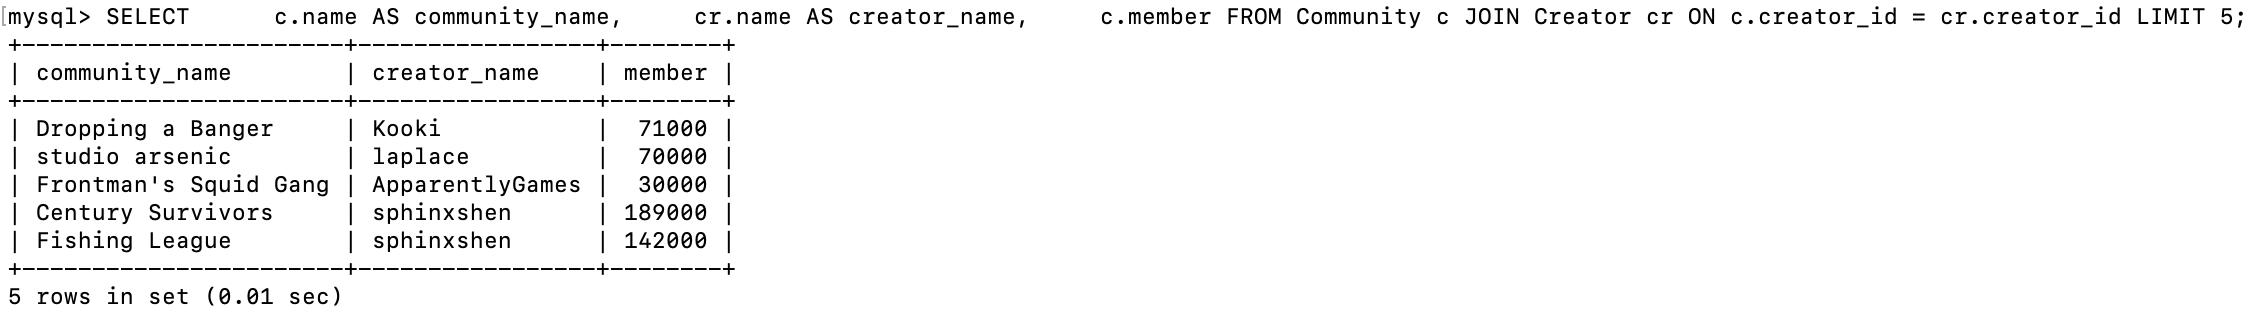 [mysql> SELECT      c.name AS community_name,     cr.name AS creator_name,     c.member FROM Community c JOIN Creator cr ON c.creator_id = cr.creator_id LIMIT 5;
+-----------------------+-----------------+--------+
| community_name        | creator_name    | member |
+-----------------------+-----------------+--------+
| Dropping a Banger     | Kooki           |  71000 |
| studio arsenic        | laplace         |  70000 |
| Frontman's Squid Gang | ApparentlyGames |  30000 |
| Century Survivors     | sphinxshen      | 189000 |
| Fishing League        | sphinxshen      | 142000 |
+-----------------------+-----------------+--------+
5 rows in set (0.01 sec)